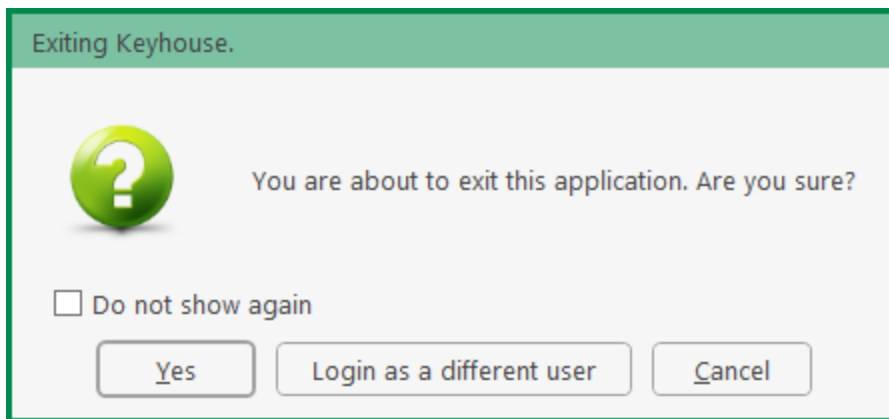 Exiting Keyhouse.
You are about to exit this application. Are you sure?
Do not show again
Yes Login as a different user Cancel